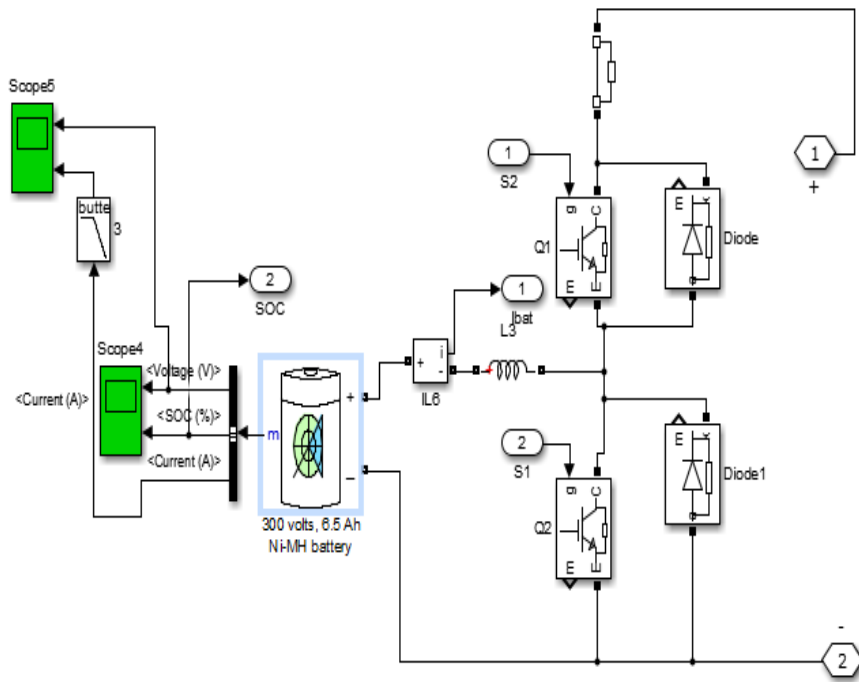 Scope5
butte
3
2
SOC
Scope4
<Voltage (V)>
<SOC (%)>
<Current (A)>
<Current (A)>
m
+
_
300 volts, 6.5 Ah
Ni-MH battery
+
i
-
IL6
1
Ibat
L3
1
S2
g
C
Q1
m
E
m
k
a
Diode
1
+
2
S1
g
C
Q2
m
E
m
k
a
Diode1
-
2